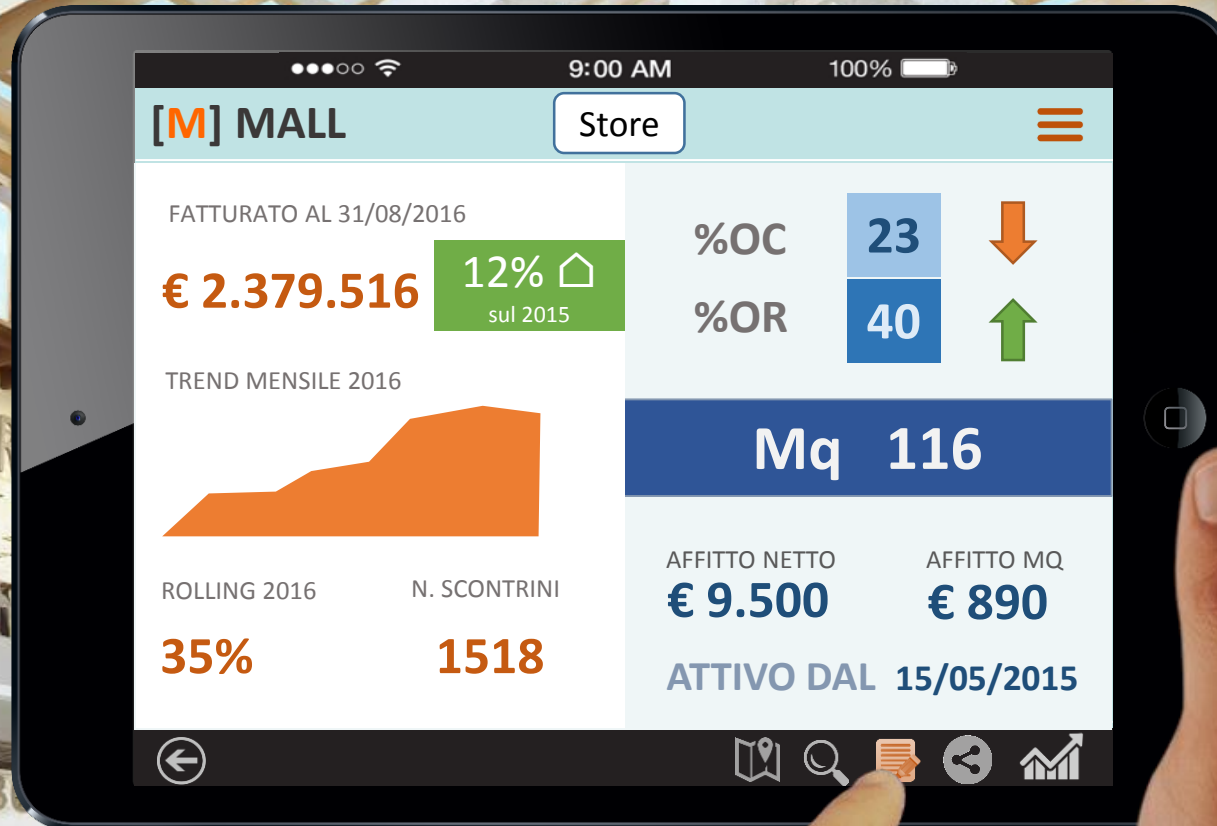 9:00 AM
100%
[M] MALL
Store
FATTURATO AL 31/08/2016
€ 2.379.516
12%
sul 2015
TREND MENSILE 2016
ROLLING 2016
N. SCONTRINI
35%
1518
%OC
23
%OR
40
Mq 116
AFFITTO NETTO
AFFITTO MQ
€ 9.500
€ 890
ATTIVO DAL 15/05/2015